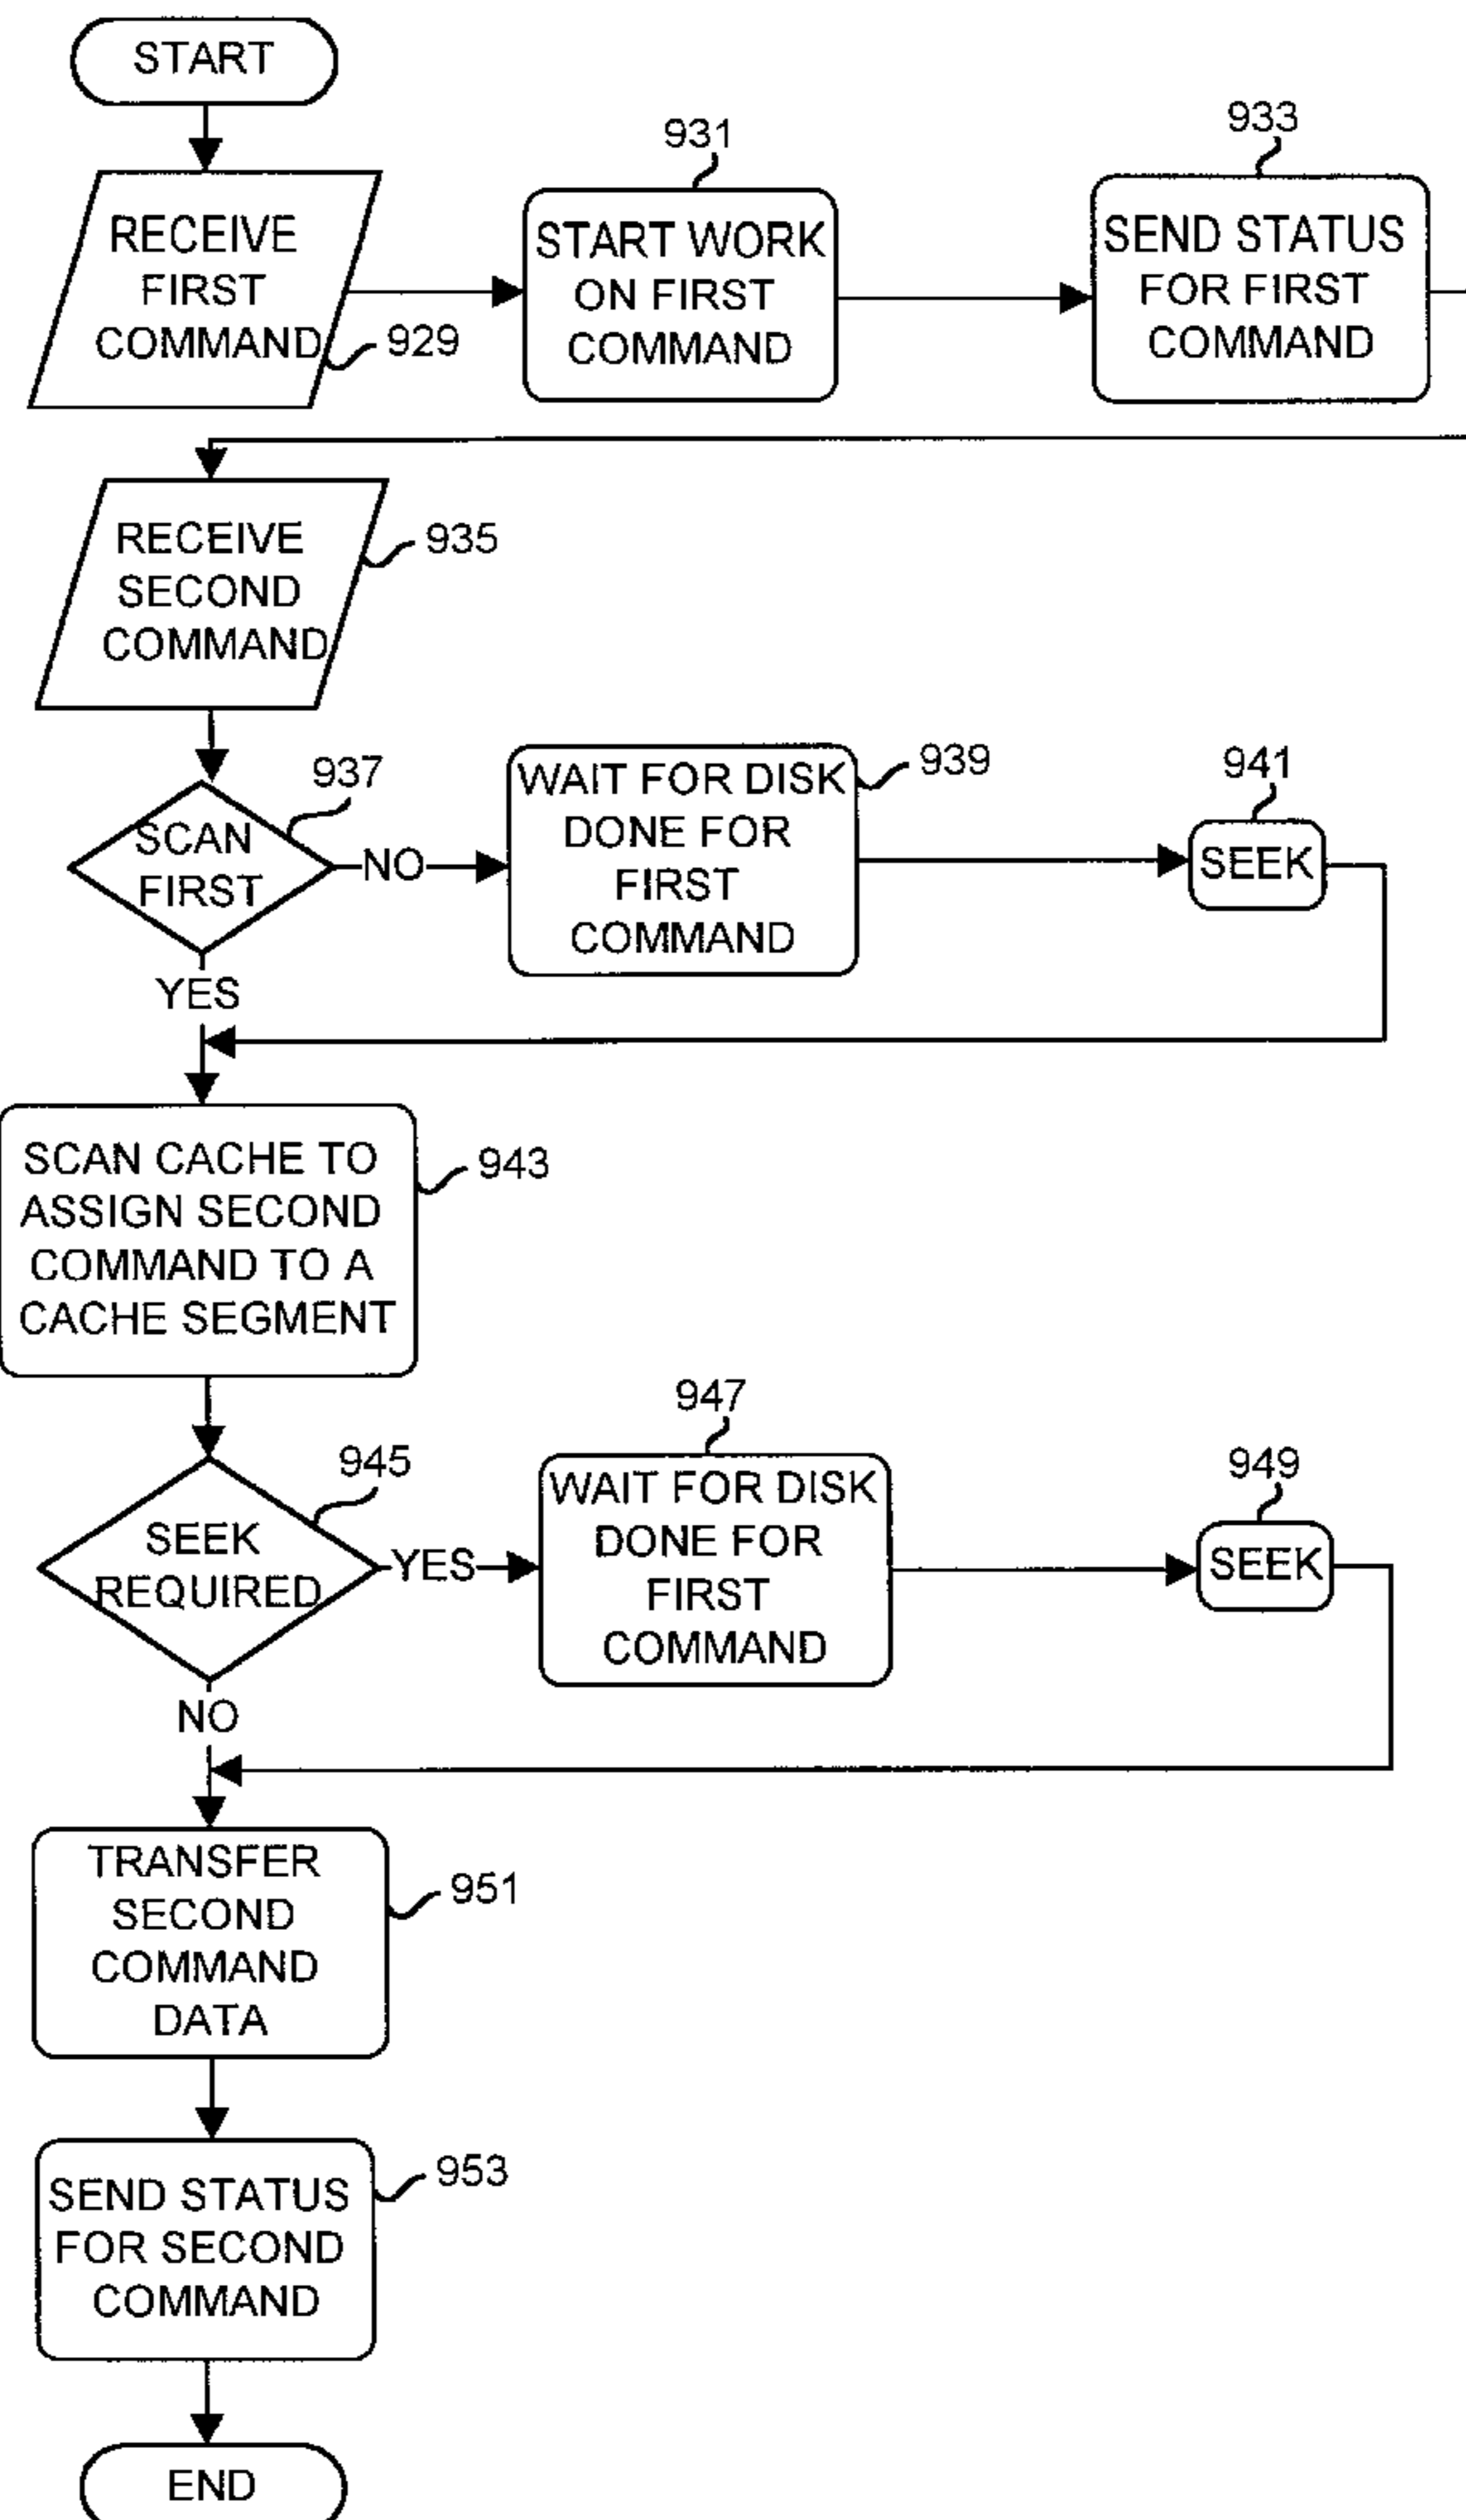 START
931
933
RECEIVE
FIRST
COMMAND
929
START WORK
ON FIRST
COMMAND
SEND STATUS
FOR FIRST
COMMAND
RECEIVE
SECOND
COMMAND
935
937
SCAN
FIRST
NO
YES
WAIT FOR DISK
DONE FOR
FIRST
COMMAND
939
941
SEEK
SCAN CACHE TO
ASSIGN SECOND
COMMAND TO A
CACHE SEGMENT
943
945
SEEK
REQUIRED
YES
NO
947
WAIT FOR DISK
DONE FOR
FIRST
COMMAND
949
SEEK
TRANSFER
SECOND
COMMAND
DATA
951
SEND STATUS
FOR SECOND
COMMAND
953
END